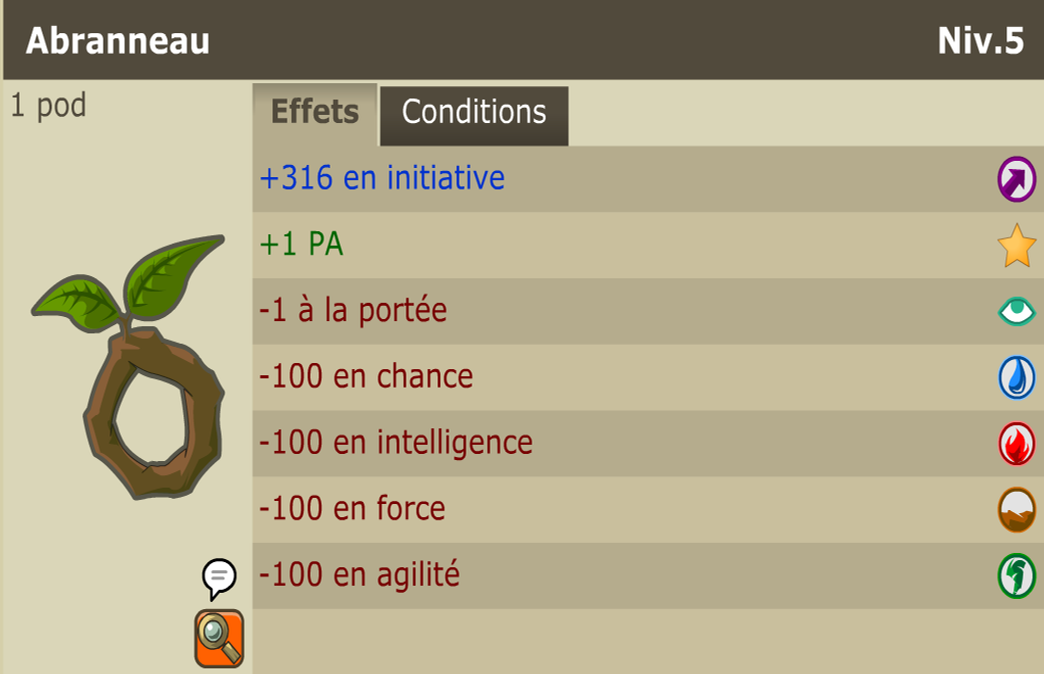 Abranneau
Niv.5
1 pod
Effets
Conditions
+316 en initiative
+1 PA
-1 à la portée
-100 en chance
-100 en intelligence
-100 en force
-100 en agilité